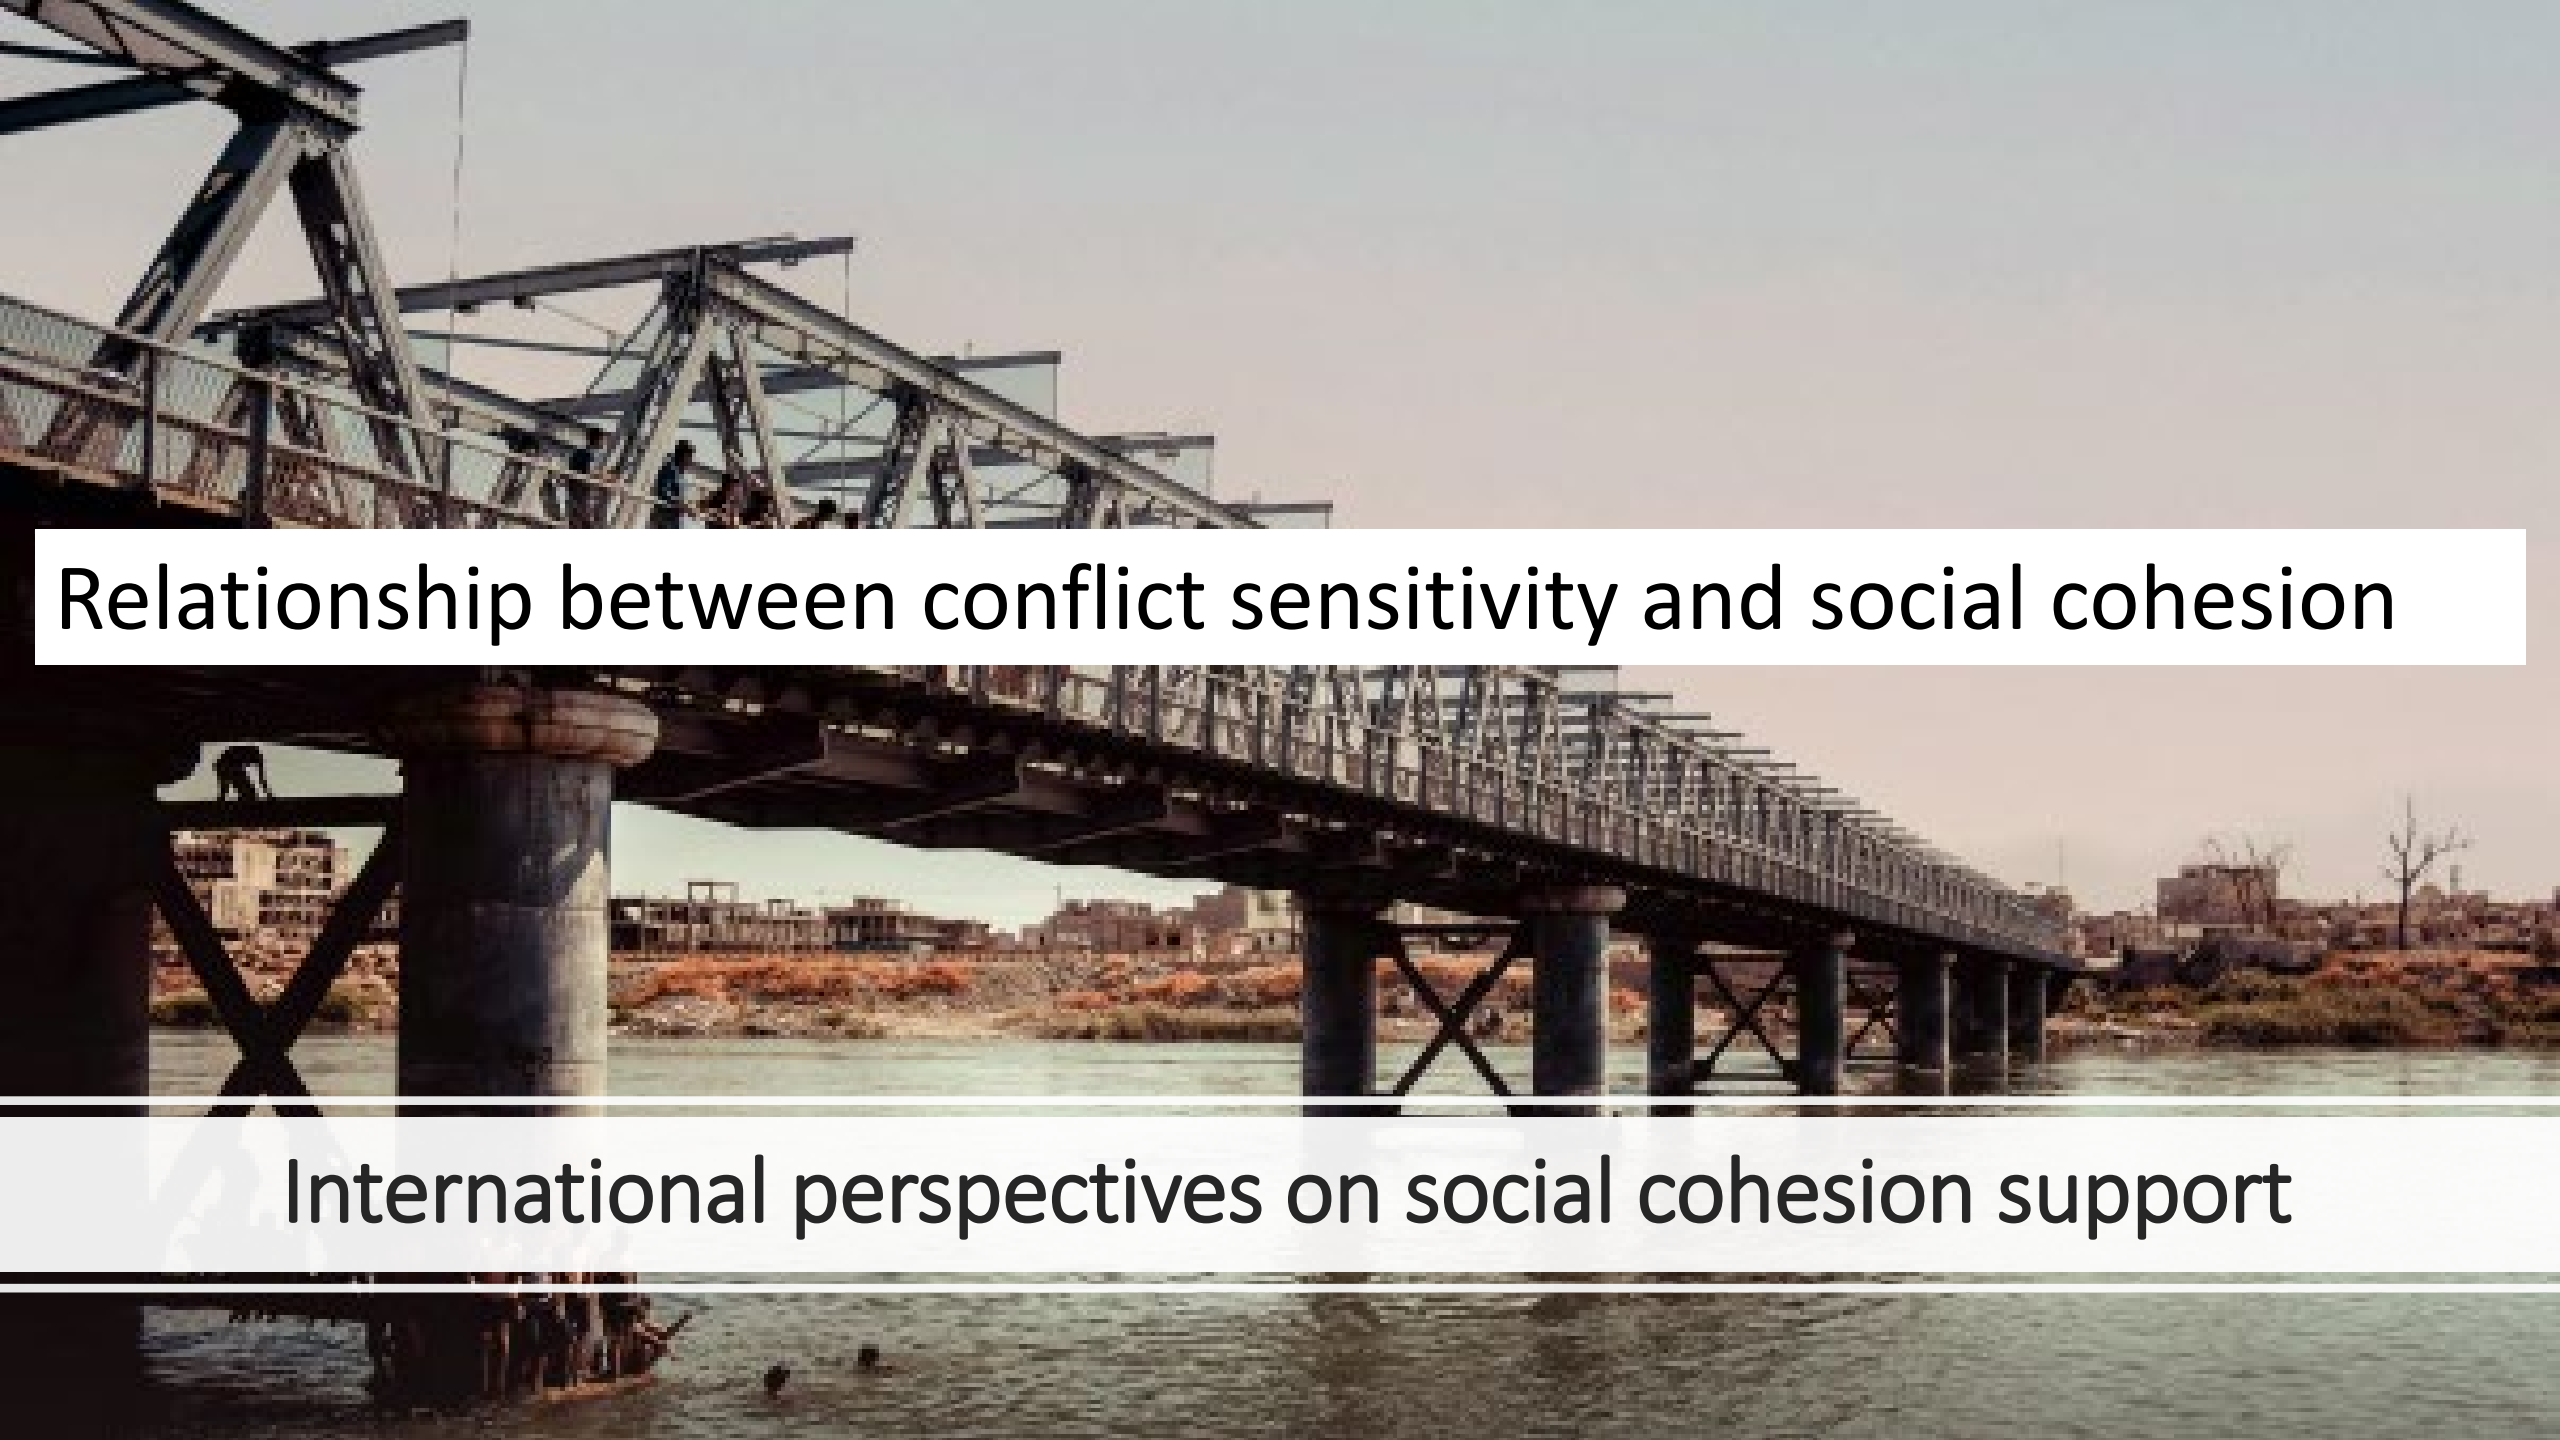 Relationship between conflict sensitivity and social cohesion
International perspectives on social cohesion support